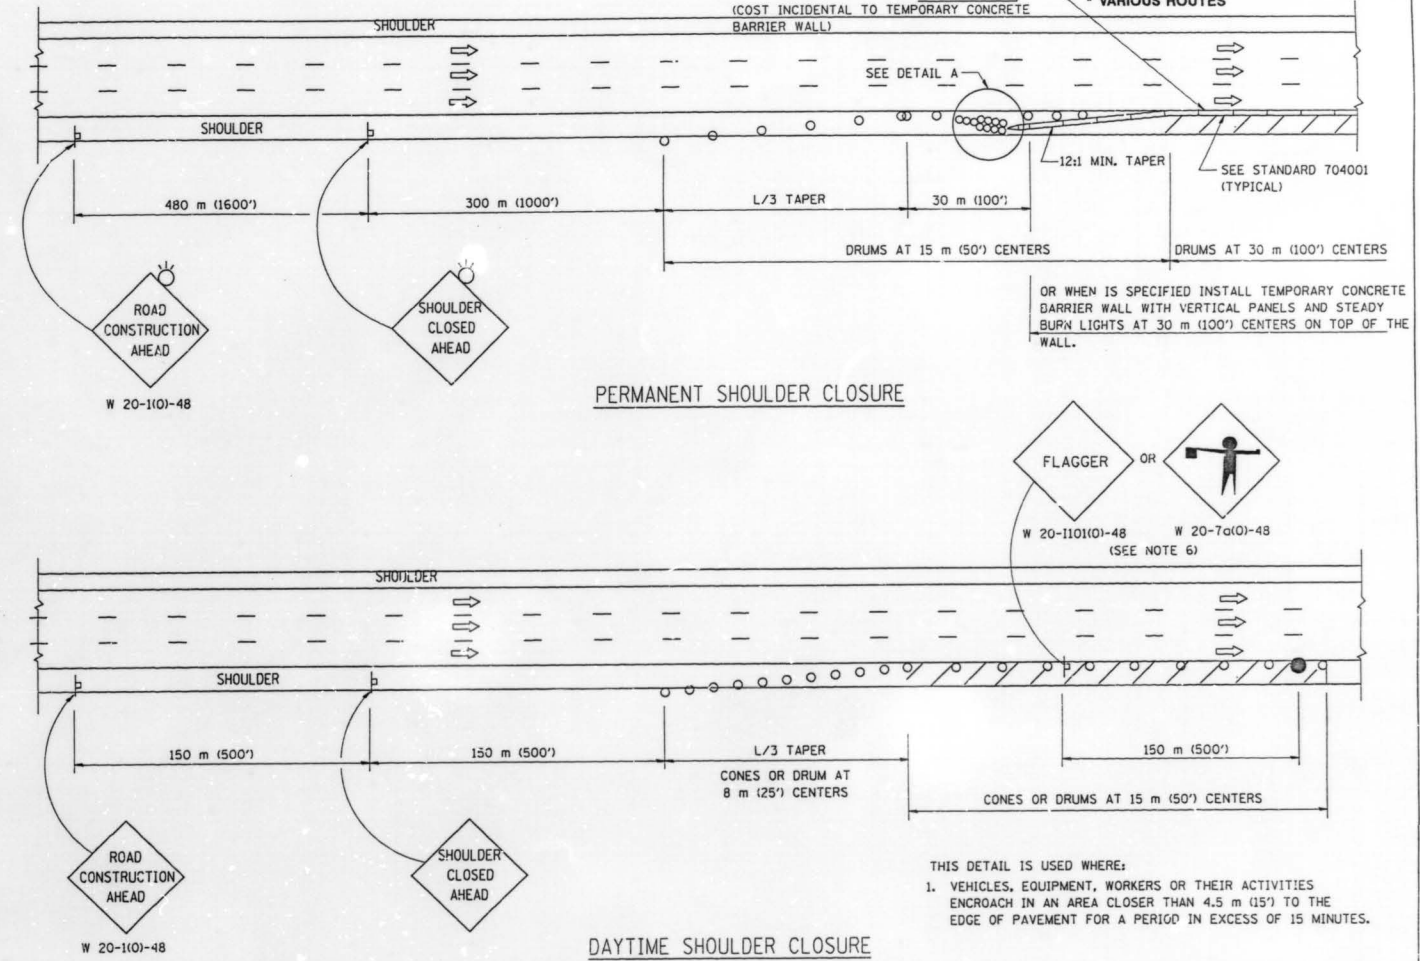 (COST INCIDENTAL TO TEMPORARY CONCRETE
BARRIER WALL)
VARIOUS ROUTES
SHOULDER
SEE DETAIL A
SHOULDER
12:1 MIN. TAPER
SEE STANDARD 704001
(TYPICAL)
480 m (1600')
300 m (1000')
L/3 TAPER
30 m (100')
DRUMS AT 15 m (50') CENTERS
DRUMS AT 30 m (100') CENTERS
OR WHEN IS SPECIFIED INSTALL TEMPORARY CONCRETE
BARRIER WALL WITH VERTICAL PANELS AND STEADY
BURN LIGHTS AT 30 m (100') CENTERS ON TOP OF THE
WALL.
ROAD
CONSTRUCTION
AHEAD
W 20-1(O)-48
SHOULDER
CLOSED
AHEAD
PERMANENT SHOULDER CLOSURE
FLAGGER
OR
W 20-I101(O)-48
W 20-7a(O)-48
(SEE NOTE 6)
SHOULDER
SHOULDER
150 m (500')
150 m (500')
L/3 TAPER
CONES OR DRUM AT
8 m (25') CENTERS
150 m (500')
CONES OR DRUMS AT 15 m (50') CENTERS
ROAD
CONSTRUCTION
AHEAD
W 20-1(O)-48
SHOULDER
CLOSED
AHEAD
THIS DETAIL IS USED WHERE:
1. VEHICLES, EQUIPMENT, WORKERS OR THEIR ACTIVITIES
ENCROACH IN AN AREA CLOSER THAN 4.5 m (15') TO THE
EDGE OF PAVEMENT FOR A PERIOD IN EXCESS OF 15 MINUTES.
DAYTIME SHOULDER CLOSURE